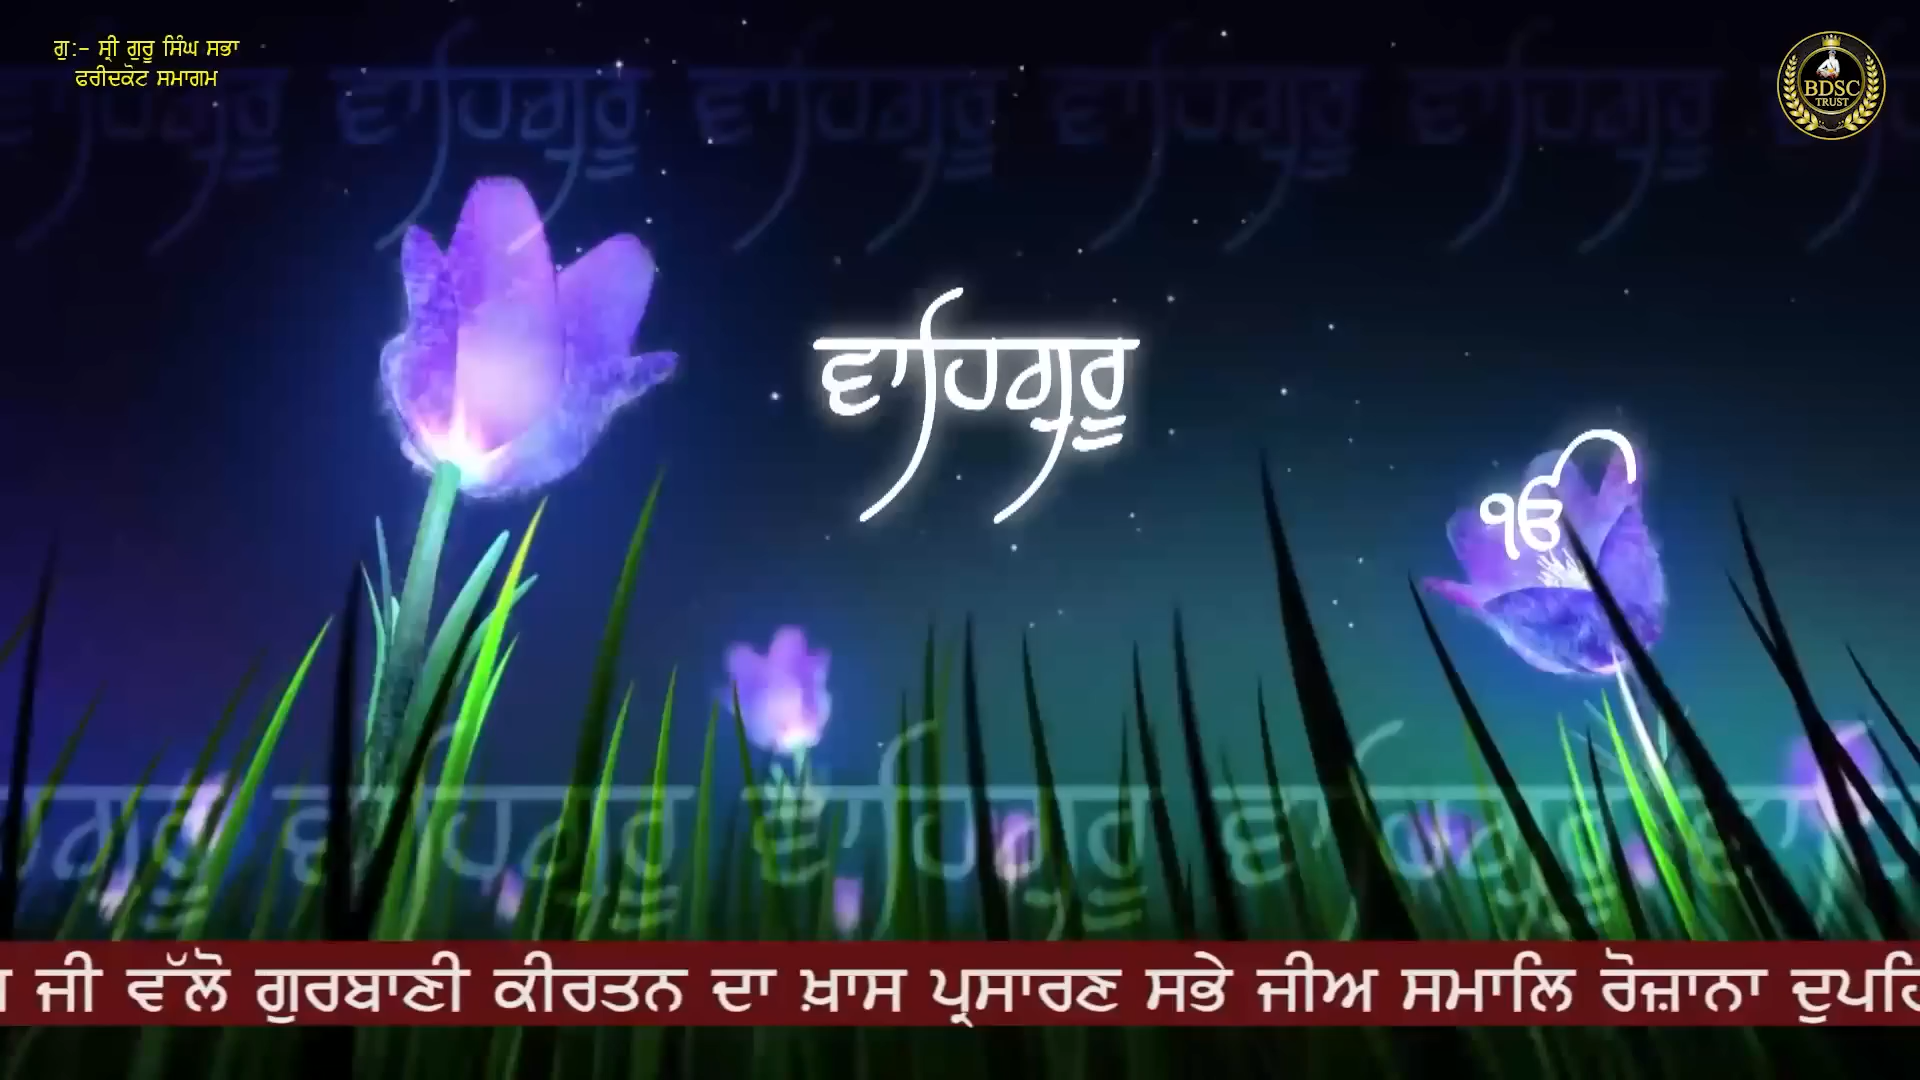 ਗੁ:- ਸ੍ਰੀ ਗੁਰੂ ਸਿੰਘ ਸਭਾ
ਫਰੀਦਕੋਟ ਸਮਾਗਮ
BDSC
TRUST
ਵਾਹਿਗੁਰੂ ਵਾਹਿਗੁਰੂ ਵਾਹਿਗੁਰੂ ਵਾਹਿਗੁਰੂ
ਵਾਹਿਗੁਰੂ
ੴ
ਵਾਹਿਗੁਰੂ ਵਾਹਿਗੁਰੂ ਵਾਹਿਗੁਰੂ
ਜੀ ਵੱਲੋ ਗੁਰਬਾਣੀ ਕੀਰਤਨ ਦਾ ਖ਼ਾਸ ਪ੍ਰਸਾਰਣ ਸਭੇ ਜੀਅ ਸਮਾਲਿ ਰੋਜ਼ਾਨਾ